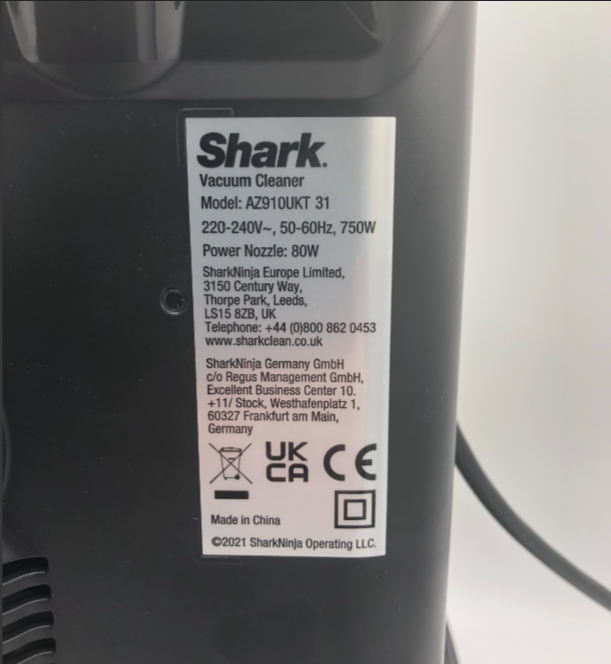 Shark.
Vacuum Cleaner
Model: AZ910UKT 31
220-240V~, 50-60Hz, 750W
Power Nozzle: 80W
SharkNinja Europe Limited,
3150 Century Way,
Thorpe Park, Leeds,
LS15 8ZB, UK
Telephone: +44 (0)800 862 0453
www.sharkclean.co.uk
SharkNinja Germany GmbH
c/o Regus Management GmbH,
Excellent Business Center 10.
+11/ Stock, Westhafenplatz 1,
60327 Frankfurt am Main,
Germany
UK
CA CE
Made in China
©2021 SharkNinja Operating LLC.